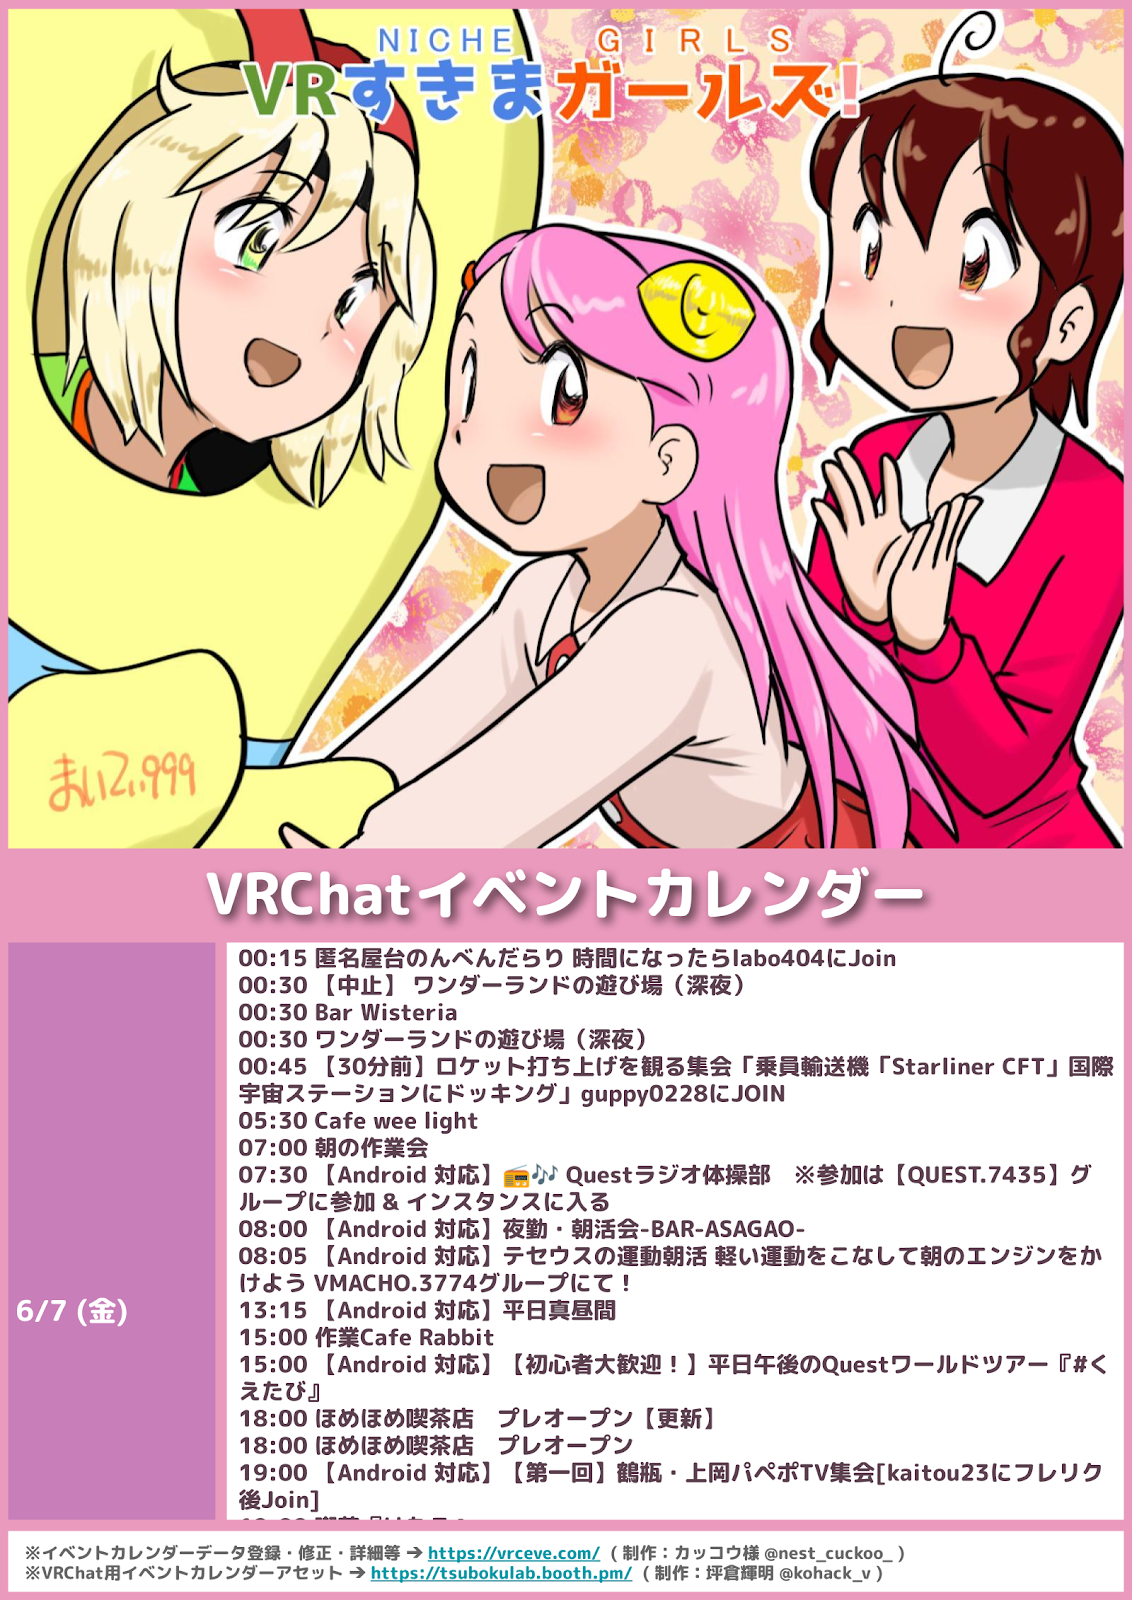 NICHE GIRLS
VRすきまガールズ!
まいてい999
VRChatイベントカレンダー
6/7 (金)
00:15 匿名屋台のんべんだらり 時間になったらlabo404にJoin
00:30 【中止】 ワンダーランドの遊び場（深夜）
00:30 Bar Wisteria
00:30 ワンダーランドの遊び場（深夜）
00:45 【30分前】ロケット打ち上げを観る集会「乗員輸送機「Starliner CFT」国際
宇宙ステーションにドッキング」guppy0228にJOIN
05:30 Cafe wee light
07:00 朝の作業会
07:30 【Android 対応】📻🎶 Questラジオ体操部　※参加は【QUEST.7435】グ
ループに参加 & インスタンスに入る
08:00 【Android 対応】夜勤・朝活会-BAR-ASAGAO-
08:05 【Android 対応】テセウスの運動朝活 軽い運動をこなして朝のエンジンをか
けよう VMACHO.3774グループにて！
13:15 【Android 対応】平日真昼間
15:00 作業Cafe Rabbit
15:00 【Android 対応】【初心者大歓迎！】平日午後のQuestワールドツアー『#く
えたび』
18:00 ほめほめ喫茶店　プレオープン【更新】
18:00 ほめほめ喫茶店　プレオープン
19:00 【Android 対応】【第一回】鶴瓶・上岡パペポTV集会[kaitou23にフレリク
後Join]
※イベントカレンダーデータ登録・修正・詳細等 ➔ https://vrceve.com/ （制作：カッコウ様 @nest_cuckoo_ ）
※VRChat用イベントカレンダーアセット ➔ https://tsubokulab.booth.pm/ （制作：坪倉輝明 @kohack_v ）